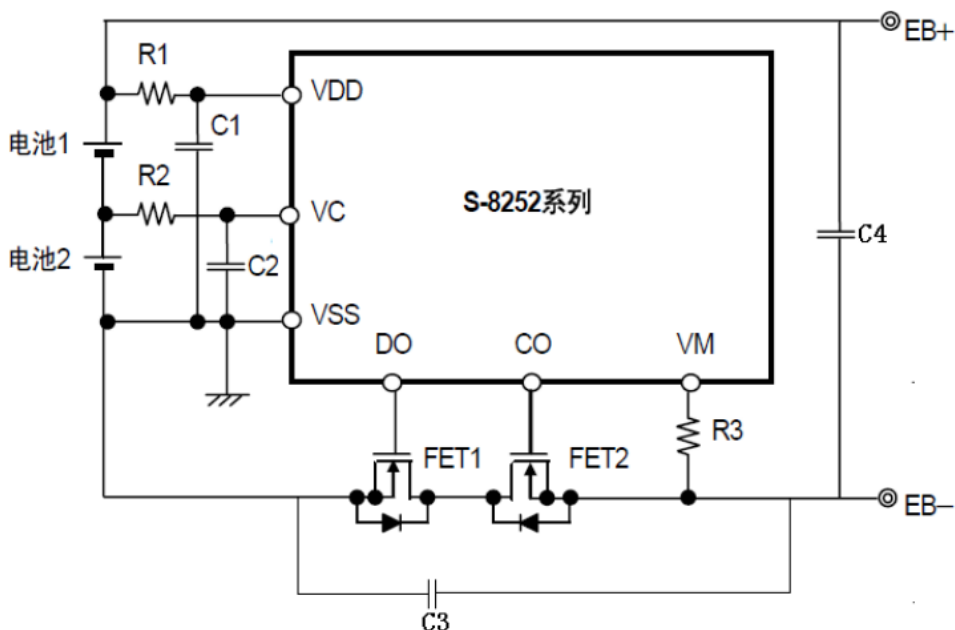 EB+
R1
VDD
C1
电池1
R2
VC
S-8252系列
C4
电池2
C2
VSS
DO
CO
VM
R3
FET1
FET2
EB−
C3